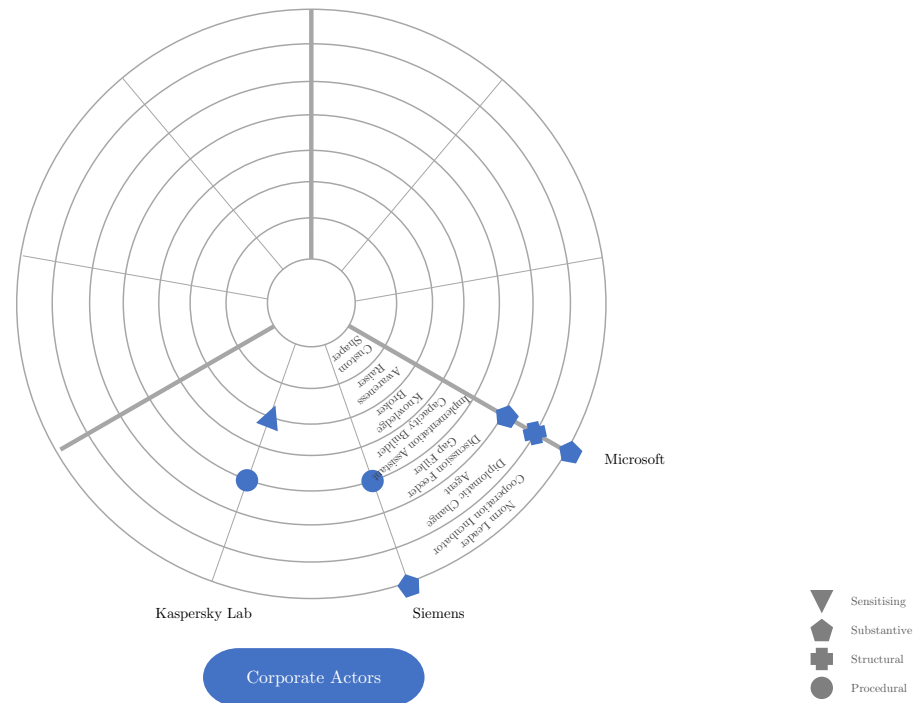 Custom
Shaper
Awareness
Raiser
Knowledge
Broker
Capacity Builder
Implementation Assistant
Gap Filler
Discussion Feeder
Agent
Diplomatic Change
Cooperation Incubator
Norm Leader
Microsoft
Kaspersky Lab
Siemens
Corporate Actors
Sensitising
Substantive
Structural
Procedural